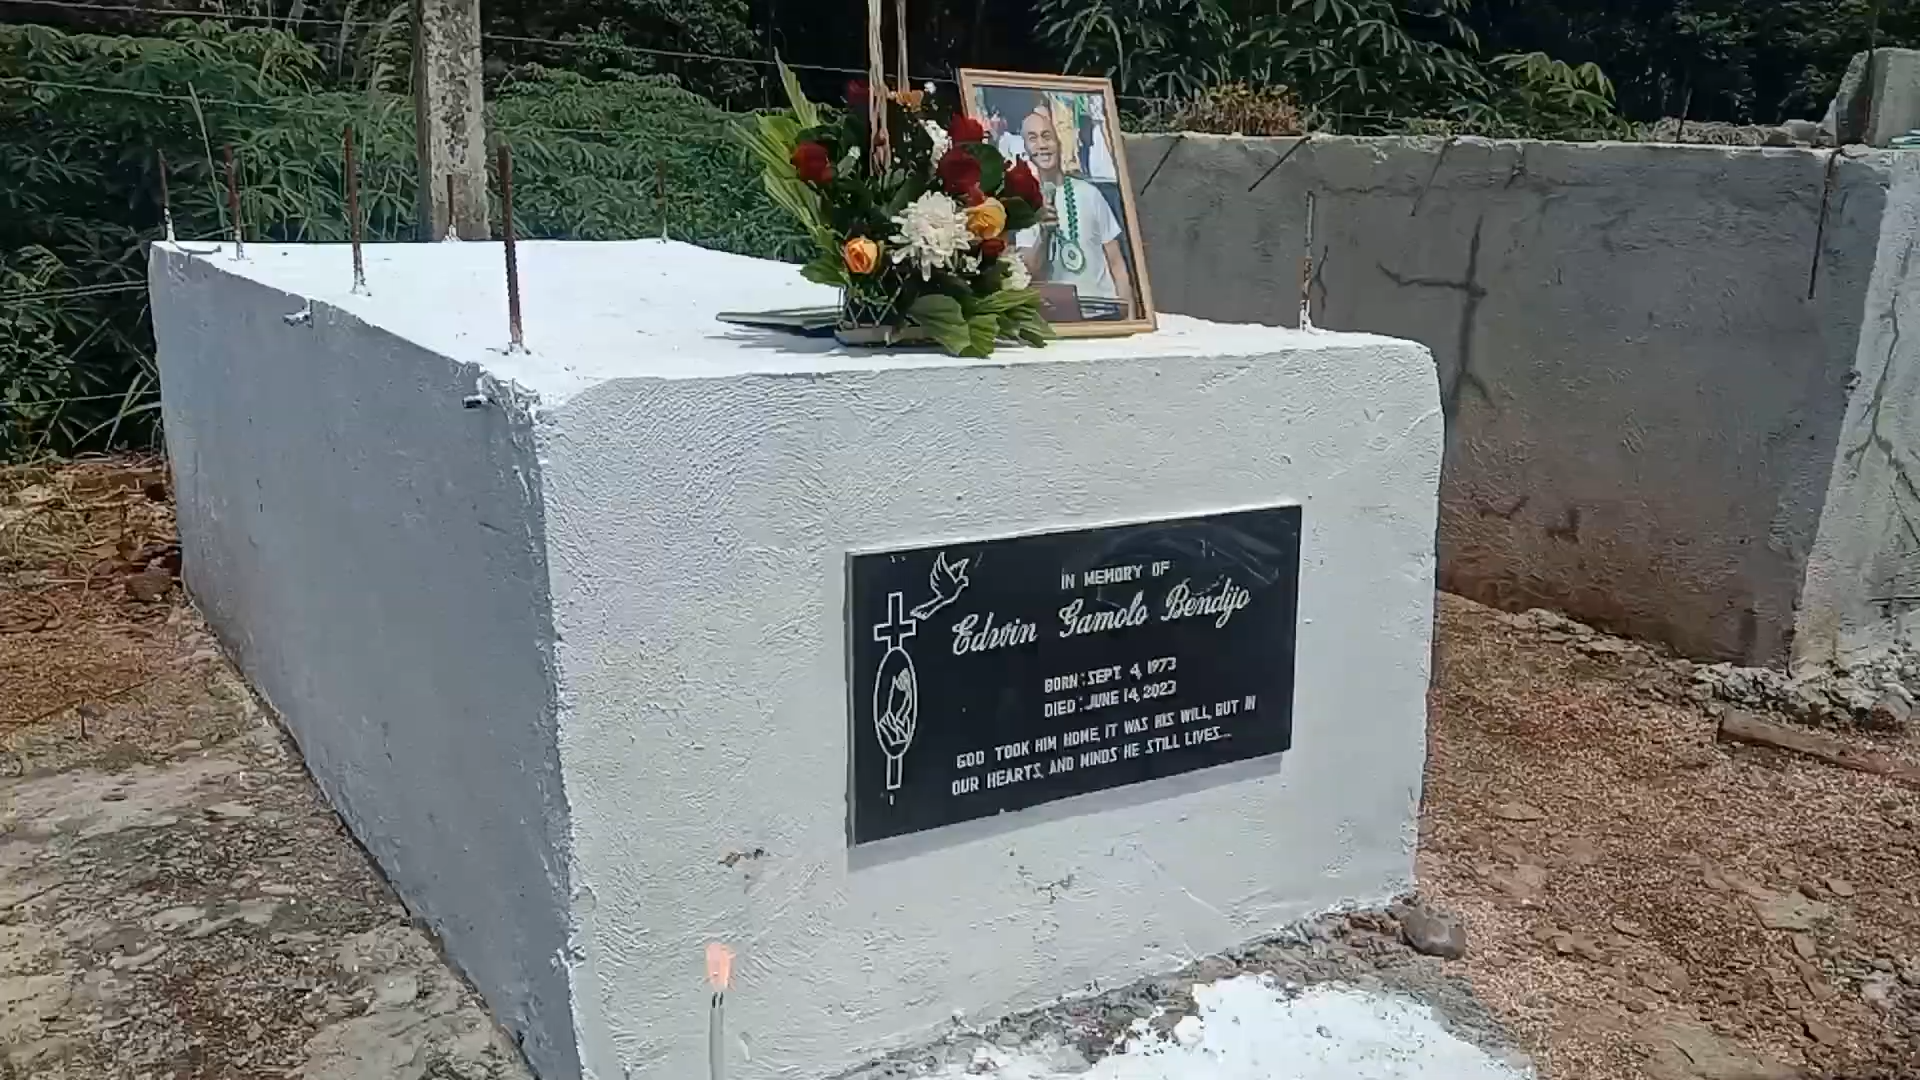 IN MEMORY OF
Edwin Gamolo Bendijo
BORN : SEPT. 4, 1973
DIED : JUNE 14, 2023
GOD TOOK HIM HOME, IT WAS HIS WILL, BUT IN
OUR HEARTS, AND MINDS HE STILL LIVES...